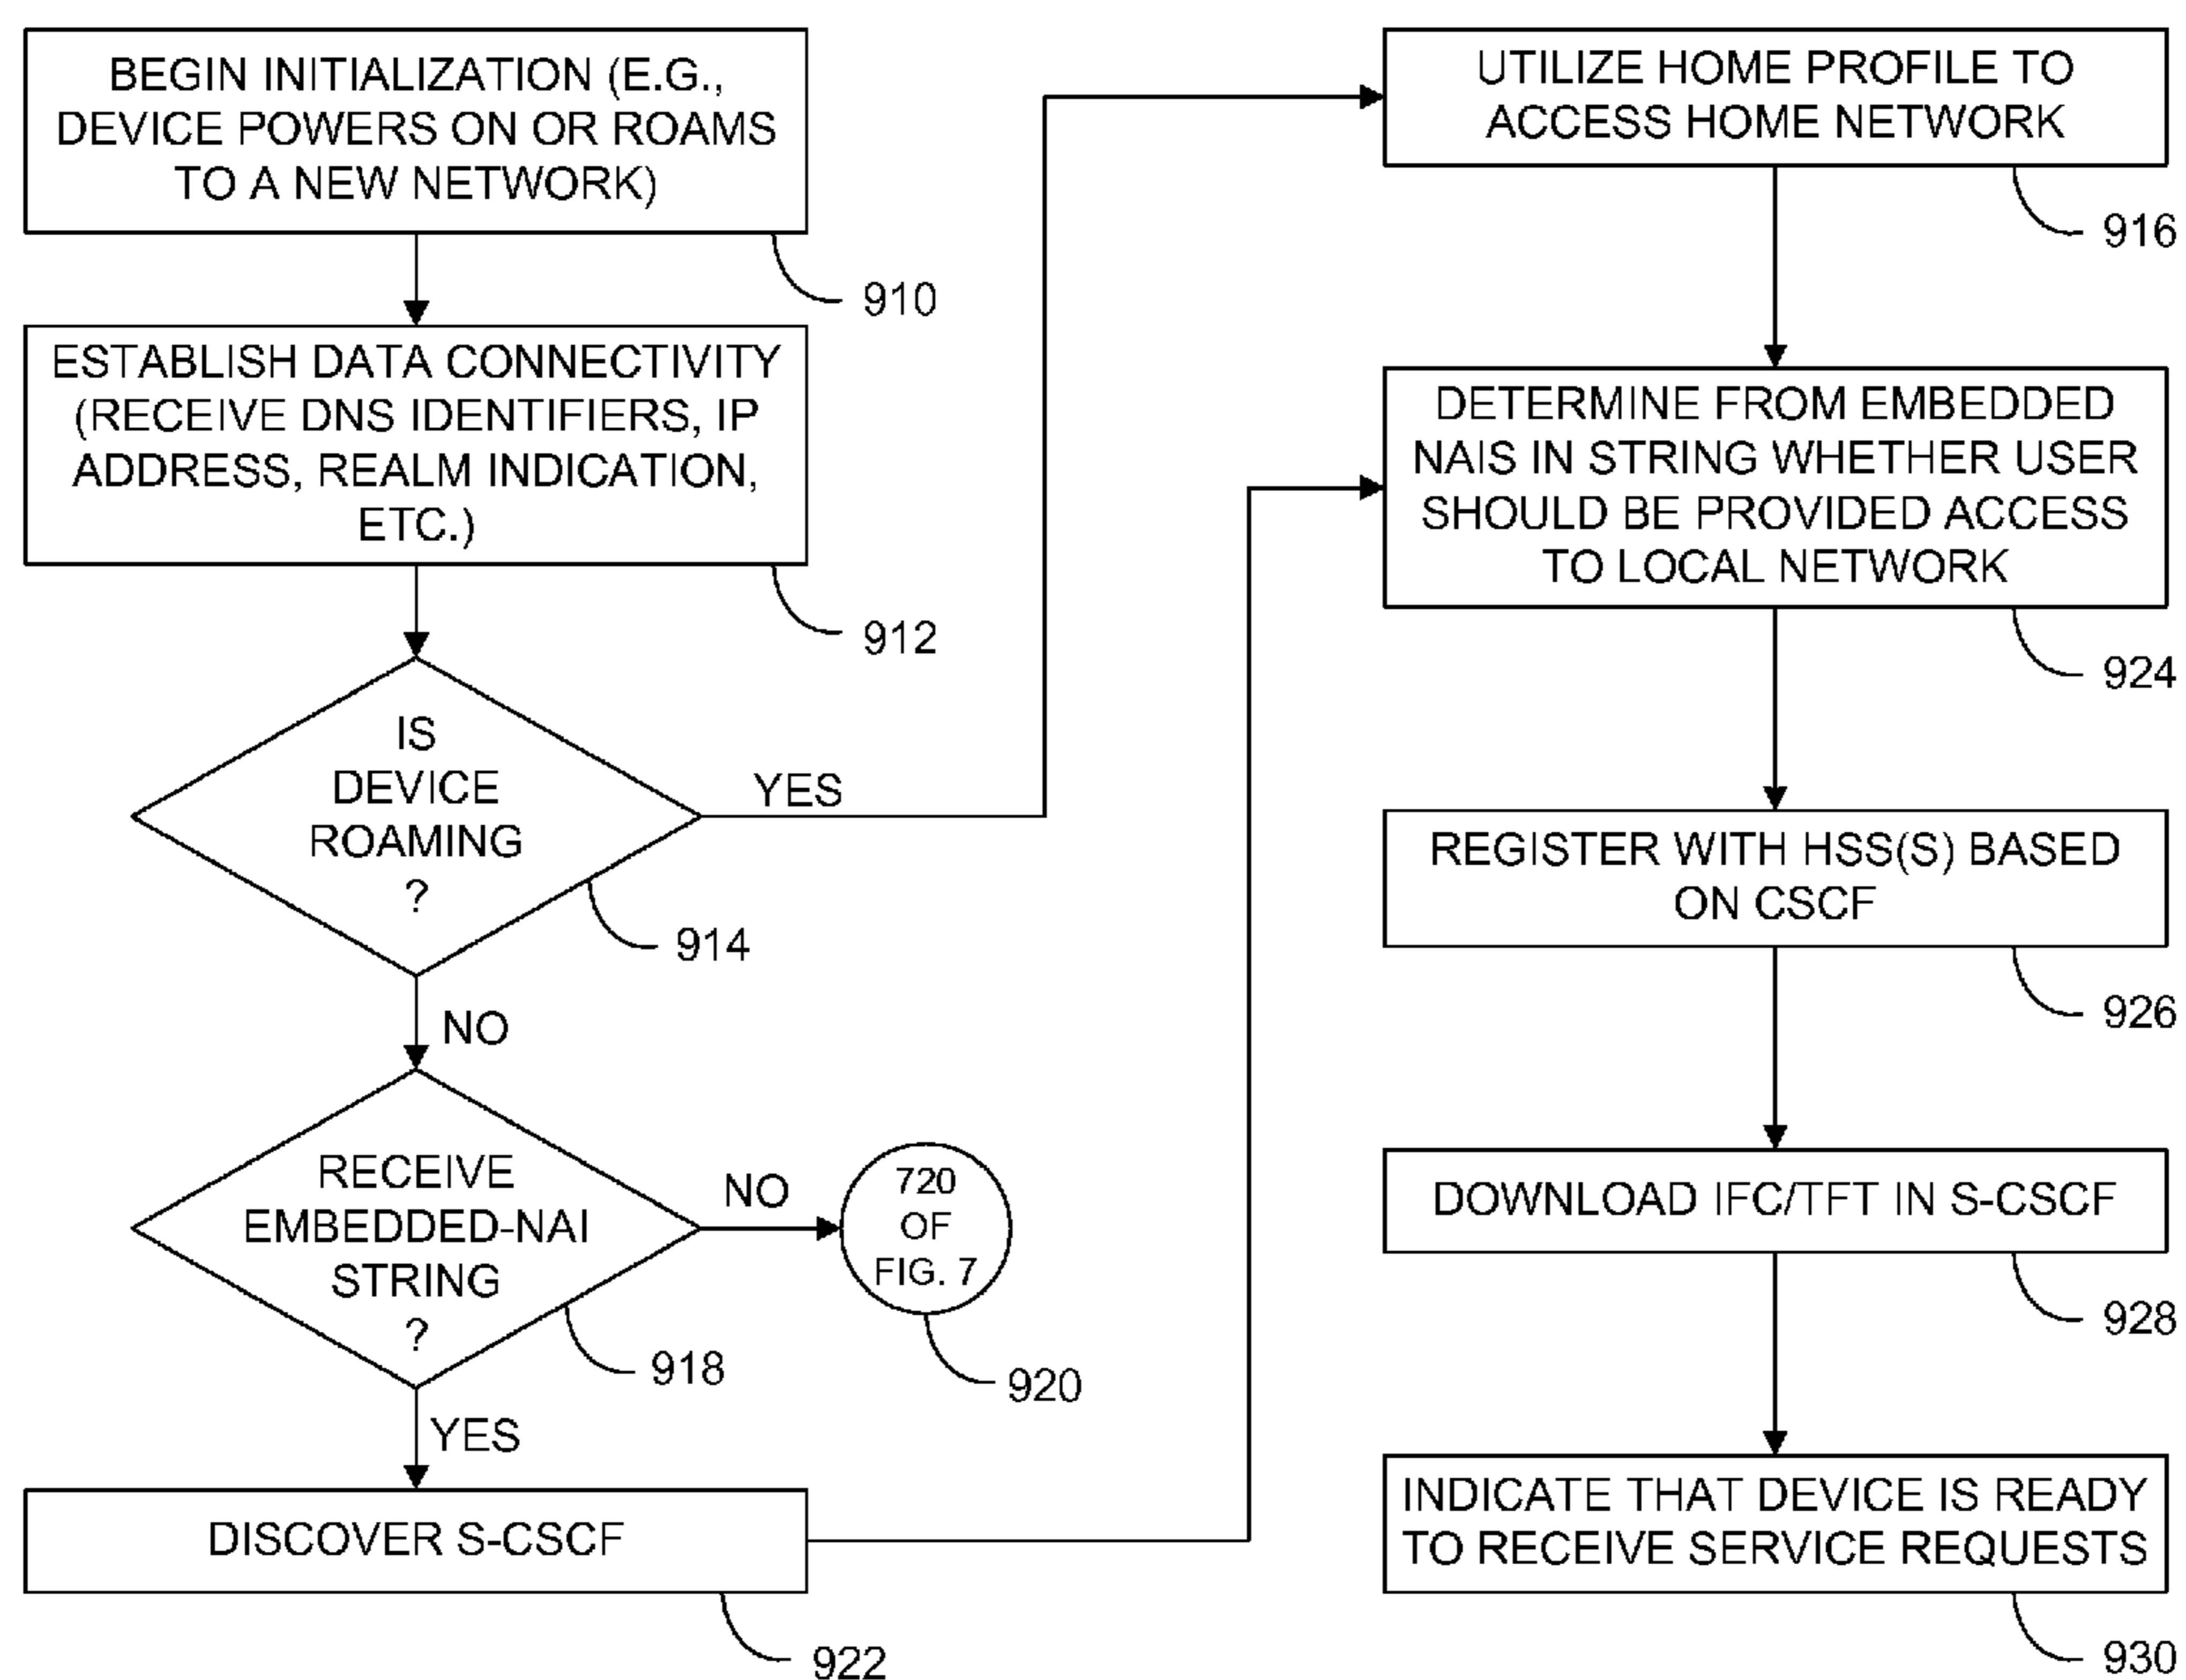 BEGIN INITIALIZATION (E.G.,
DEVICE POWERS ON OR ROAMS
TO A NEW NETWORK)
910
ESTABLISH DATA CONNECTIVITY
(RECEIVE DNS IDENTIFIERS, IP
ADDRESS, REALM INDICATION,
ETC.)
912
IS
DEVICE
ROAMING
?
914
YES
NO
RECEIVE
EMBEDDED-NAI
STRING
?
918
NO
720
OF
FIG. 7
920
YES
DISCOVER S-CSCF
922
UTILIZE HOME PROFILE TO
ACCESS HOME NETWORK
916
DETERMINE FROM EMBEDDED
NAIS IN STRING WHETHER USER
SHOULD BE PROVIDED ACCESS
TO LOCAL NETWORK
924
REGISTER WITH HSS(S) BASED
ON CSCF
926
DOWNLOAD IFC/TFT IN S-CSCF
928
INDICATE THAT DEVICE IS READY
TO RECEIVE SERVICE REQUESTS
930